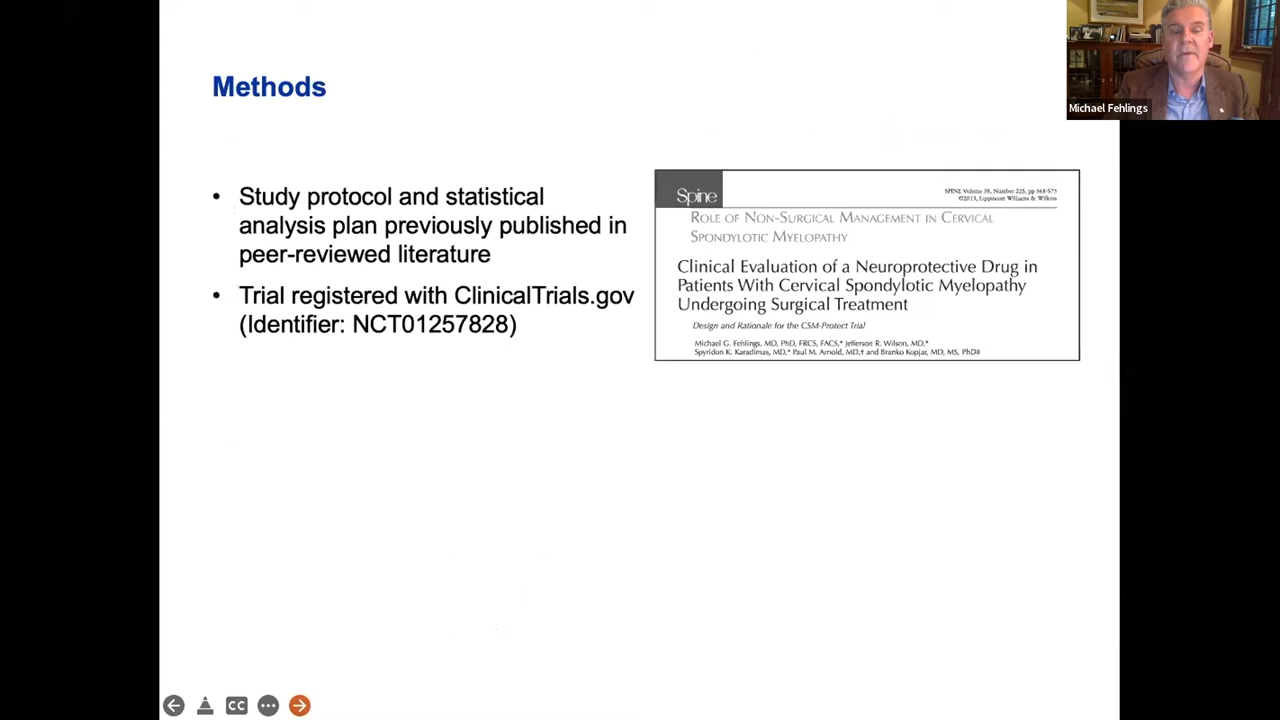 Methods
Michael Fehlings
• Study protocol and statistical
analysis plan previously published in
peer-reviewed literature
• Trial registered with ClinicalTrials.gov
(Identifier: NCT01257828)
Spine
SPINE Volume 38, Number 22S, pp S68-S75
©2013, Lippincott Williams & Wilkins
Role of Non-Surgical Management in Cervical
Spondylotic Myelopathy
Clinical Evaluation of a Neuroprotective Drug in
Patients With Cervical Spondylotic Myelopathy
Undergoing Surgical Treatment
Design and Rationale for the CSM-Protect Trial
Michael G. Fehlings, MD, PhD, FRCS, FACS,* Jefferson R. Wilson, MD,*
Spyridon K. Karadimas, MD,* Paul M. Arnold, MD,† and Branko Kopjar, MD, MS, PhD‡
CC